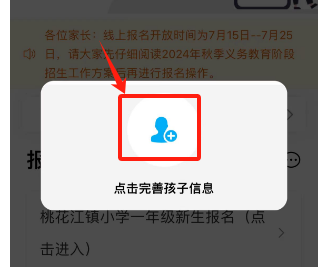 各位家长：线上报名开放时间为7月15日--7月25
日，请大家先仔细阅读2024年秋季义务教育阶段
招生工作方案后再进行报名操作。
报
点击完善孩子信息
桃花江镇小学一年级新生报名（点
击进入）